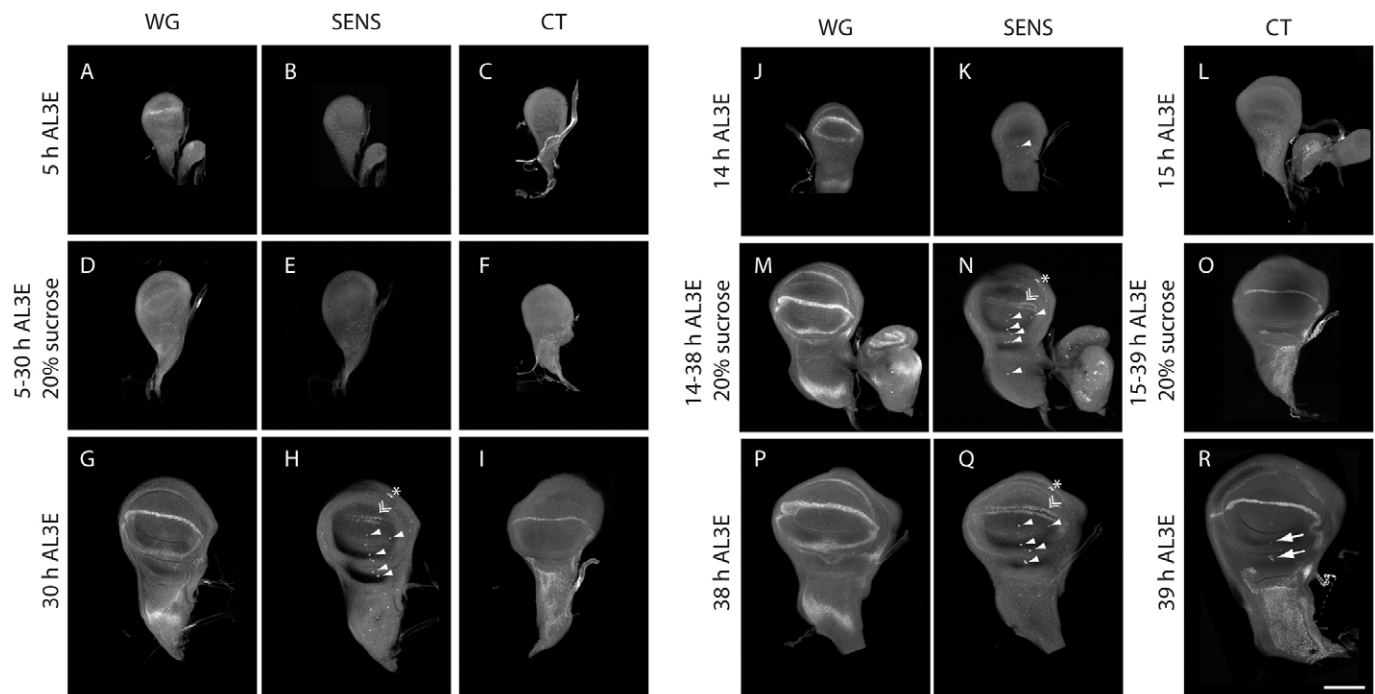 WG SENS CT WG SENS CT
5 h AL3E
A B C
14 h AL3E
J K
15 h AL3E
L
5-30 h AL3E
20% sucrose
D E F
14-38 h AL3E
20% sucrose
M N *
15-39 h AL3E
20% sucrose
O
30 h AL3E
G H * I
38 h AL3E
P Q *
39 h AL3E
R